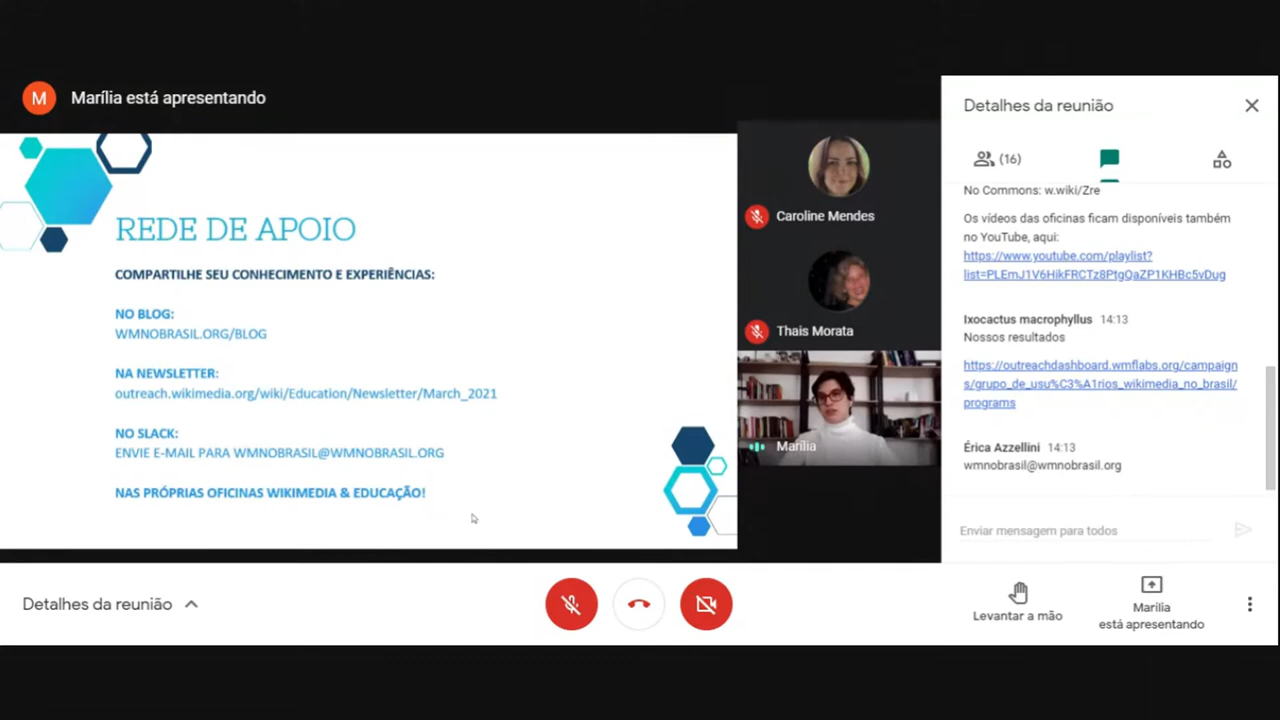 M
Marília está apresentando
REDE DE APOIO
COMPARTILHE SEU CONHECIMENTO E EXPERIÊNCIAS:
NO BLOG:
WMNOBRASIL.ORG/BLOG
NA NEWSLETTER:
outreach.wikimedia.org/wiki/Education/Newsletter/March_2021
NO SLACK:
ENVIE E-MAIL PARA WMNOBRASIL@WMNOBRASIL.ORG
NAS PRÓPRIAS OFICINAS WIKIMEDIA & EDUCAÇÃO!
Caroline Mendes
Thais Morata
Marília
Detalhes da reunião
(16)
No Commons: w.wiki/Zre
Os vídeos das oficinas ficam disponíveis também
no YouTube, aqui:
https://www.youtube.com/playlist?
list=PLEmJ1V6HikFRCTz8PtgQaZP1KHBc5vDug
Ixocactus macrophyllus 14:13
Nossos resultados
https://outreachdashboard.wmflabs.org/campaign
s/grupo_de_usu%C3%A1rios_wikimedia_no_brasil/
programs
Érica Azzellini 14:13
wmnobrasil@wmnobrasil.org
Enviar mensagem para todos
Detalhes da reunião
Levantar a mão
Marília
está apresentando